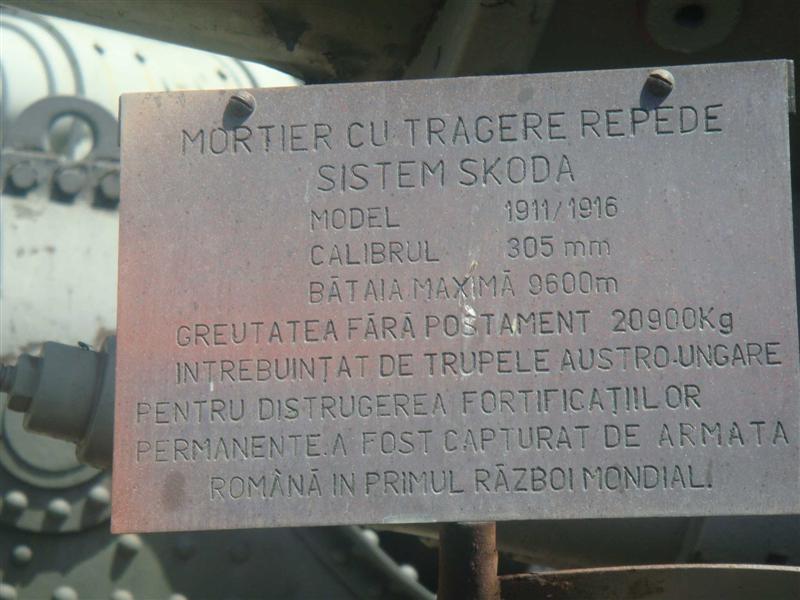 MORTIER CU TRAGERE REPEDE
SISTEM SKODA
MODEL 1911/1916
CALIBRUL 305 mm
BĂTAIA MAXIMĂ 9600m
GREUTATEA FĂRĂ POSTAMENT 20900Kg
INTREBUINȚAT DE TRUPELE AUSTRO-UNGARE
PENTRU DISTRUGEREA FORTIFICAȚIILOR
PERMANENTE.A FOST CAPTURAT DE ARMATA
ROMÂNĂ IN PRIMUL RĂZBOI MONDIAL.